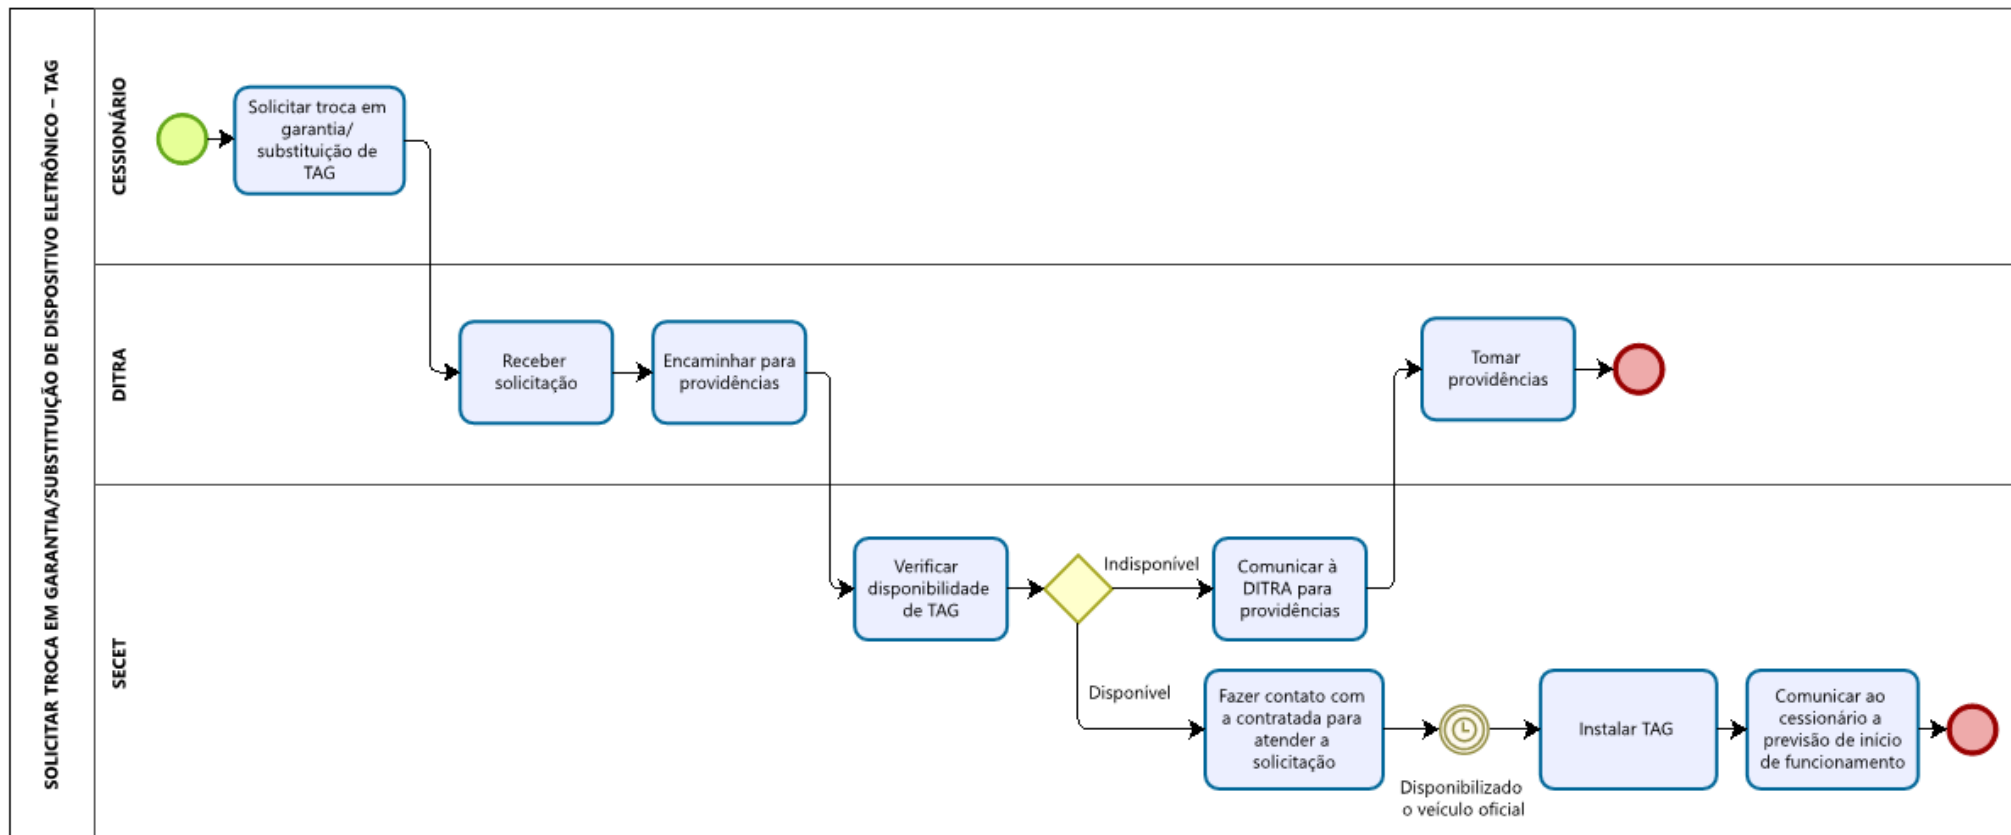 SOLICITAR TROCA EM GARANTIA/SUBSTITUIÇÃO DE DISPOSITIVO ELETRÔNICO – TAG
CESSIONÁRIO
Solicitar troca em
garantia/
substituição de
TAG
DITRA
Receber
solicitação
Encaminhar para
providências
Tomar
providências
SECET
Verificar
disponibilidade
de TAG
Indisponível
Comunicar à
DITRA para
providências
Disponível
Fazer contato com
a contratada para
atender a
solicitação
Disponibilizado
o veículo oficial
Instalar TAG
Comunicar ao
cessionário a
previsão de início
de funcionamento